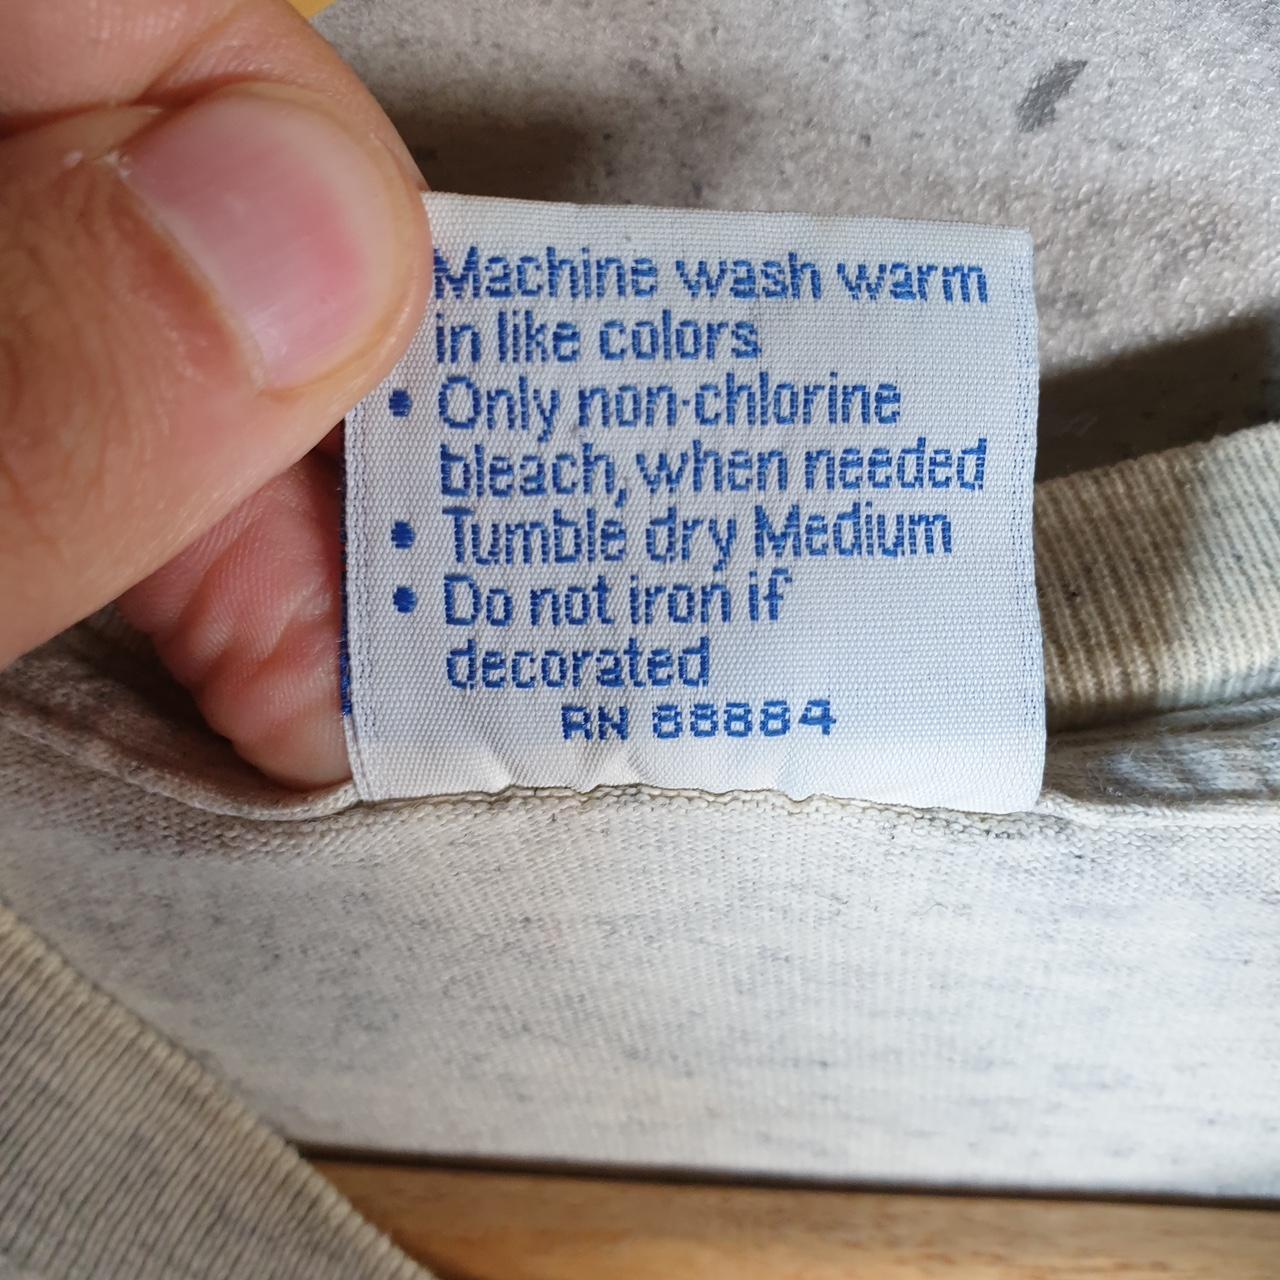 Machine wash warm
in like colors
• Only non-chlorine
bleach, when needed
• Tumble dry Medium
• Do not iron if
decorated
RN 88884